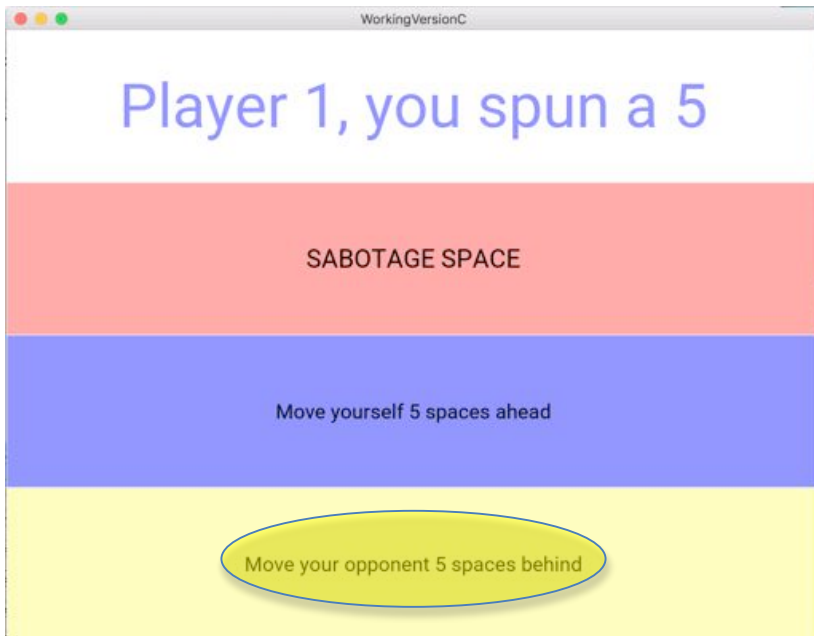 WorkingVersionC
Player 1, you spun a 5
SABOTAGE SPACE
Move yourself 5 spaces ahead
Move your opponent 5 spaces behind